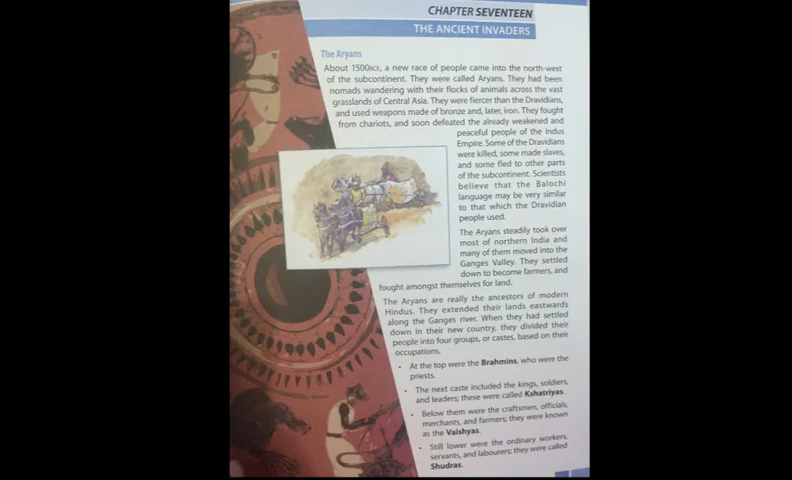 CHAPTER SEVENTEEN
THE ANCIENT INVADERS
The Aryans
About 1500BCE, a new race of people came into the north-west
of the subcontinent. They were called Aryans. They had been
nomads wandering with their flocks of animals across the vast
grasslands of Central Asia. They were fiercer than the Dravidians,
and used weapons made of bronze and, later, iron. They fought
from chariots, and soon defeated the already weakened and
peaceful people of the Indus
Empire. Some of the Dravidians
were killed, some made slaves,
and some fled to other parts
of the subcontinent. Scientists
believe that the Balochi
language may be very similar
to that which the Dravidian
people used.
The Aryans steadily took over
most of northern India and
many of them moved into the
Ganges Valley. They settled
down to become farmers, and
fought amongst themselves for land.
The Aryans are really the ancestors of modern
Hindus. They extended their lands eastwards
along the Ganges river. When they had settled
down in their new country, they divided their
people into four groups, or castes, based on their
occupations.
• At the top were the Brahmins, who were the
priests.
• The next caste included the kings, soldiers,
and leaders; these were called Kshatriyas.
• Below them were the craftsmen, officials,
merchants, and farmers; they were known
as the Vaishyas.
• Still lower were the ordinary workers,
servants, and labourers; they were called
Shudras.